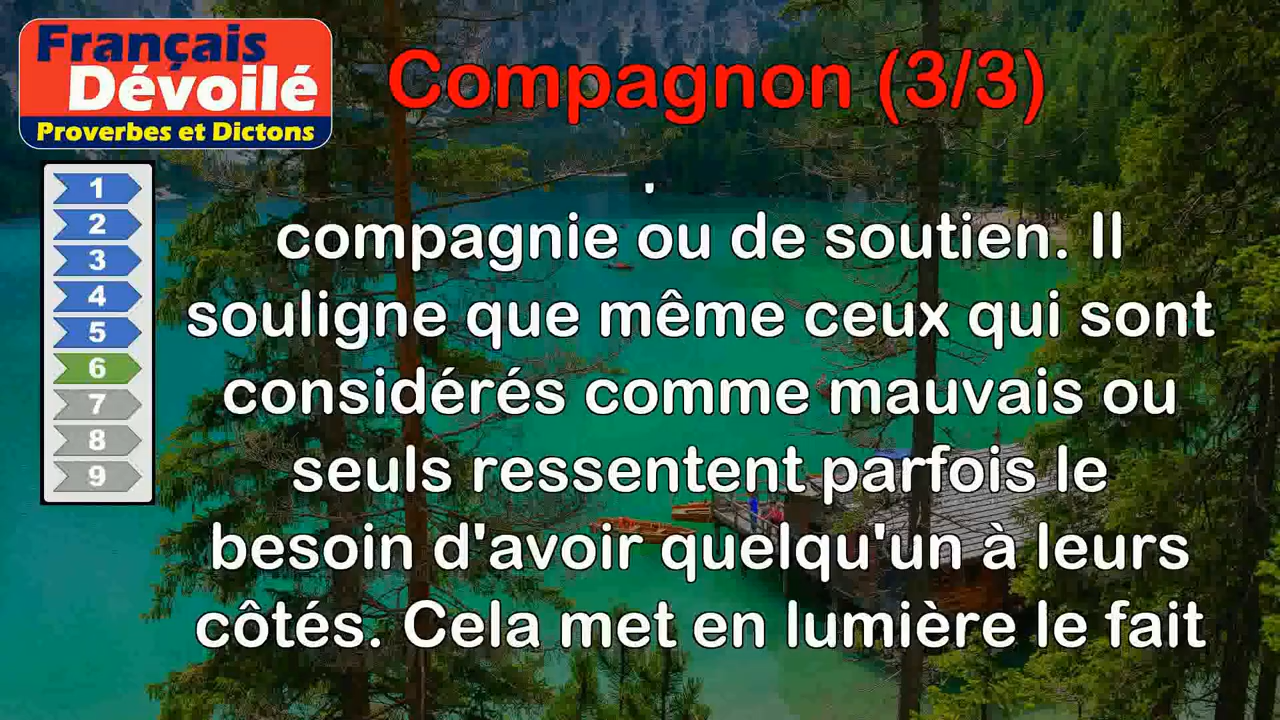 Français
Dévoilé
Proverbes et Dictons
Compagnon (3/3)
1
2
3
4
5
6
7
8
9
compagnie ou de soutien. Il
souligne que même ceux qui sont
considérés comme mauvais ou
seuls ressentent parfois le
besoin d'avoir quelqu'un à leurs
côtés. Cela met en lumière le fait